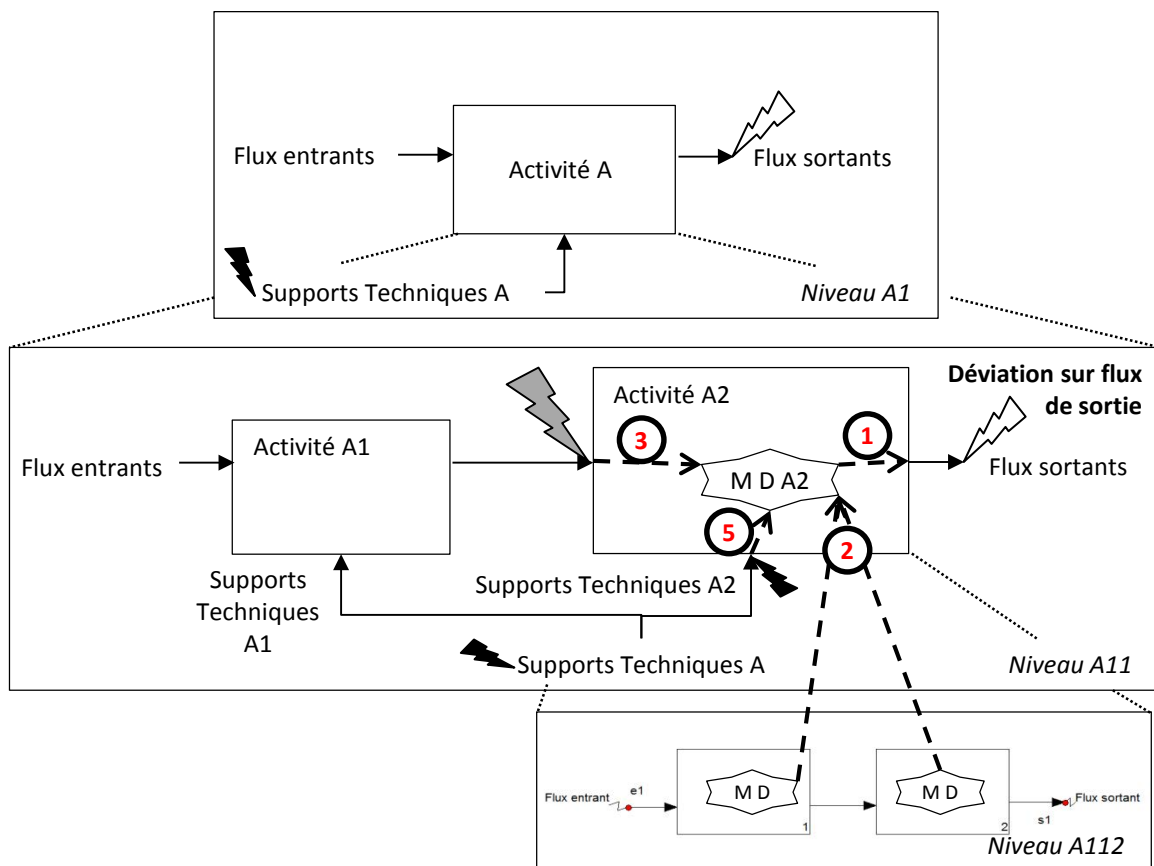 Flux entrants
Activité A
Flux sortants
Supports Techniques A
Niveau A1
Déviation sur flux
de sortie
Activité A2
Activité A1
3
1
Flux entrants
M D A2
Flux sortants
5
2
Supports
Techniques
A1
Supports Techniques A2
Supports Techniques A
Niveau A11
Flux entrant
e1
M D
1
M D
2
s1
Flux sortant
Niveau A112